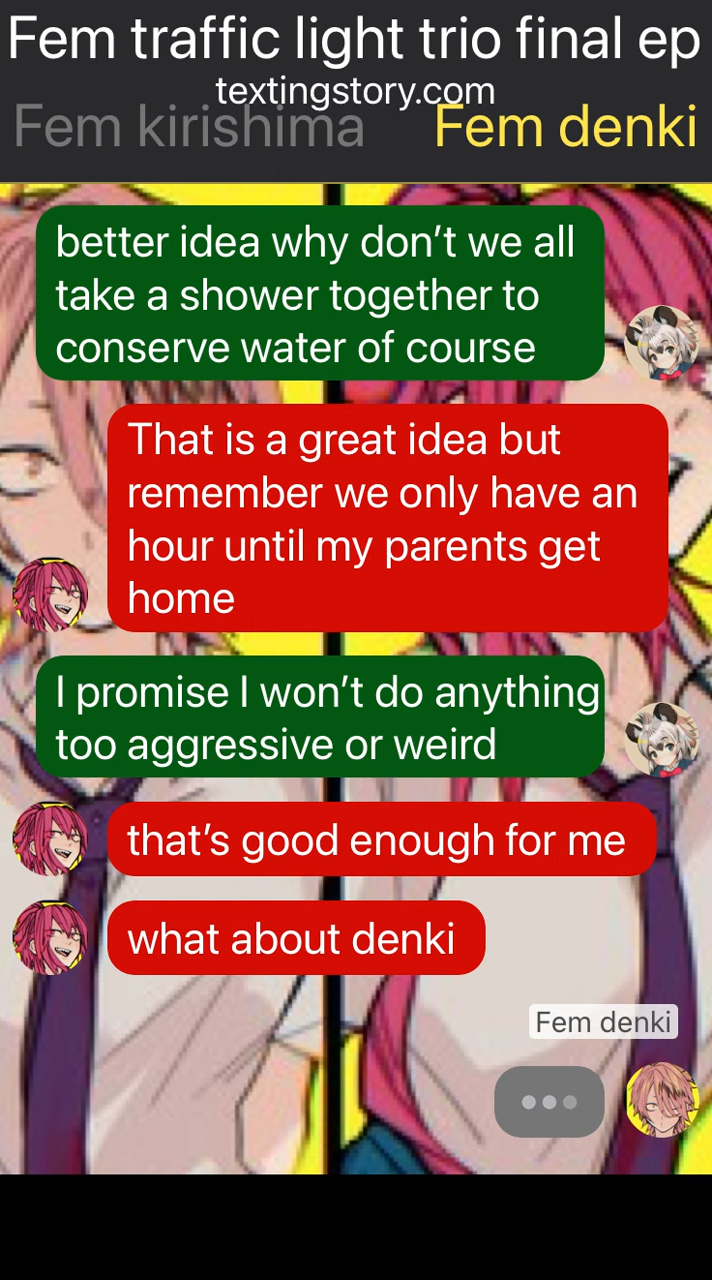 Fem traffic light trio final ep
textingstory.com
Fem kirishima
Fem denki
better idea why don’t we all
take a shower together to
conserve water of course
That is a great idea but
remember we only have an
hour until my parents get
home
I promise I won’t do anything
too aggressive or weird
that’s good enough for me
what about denki
Fem denki